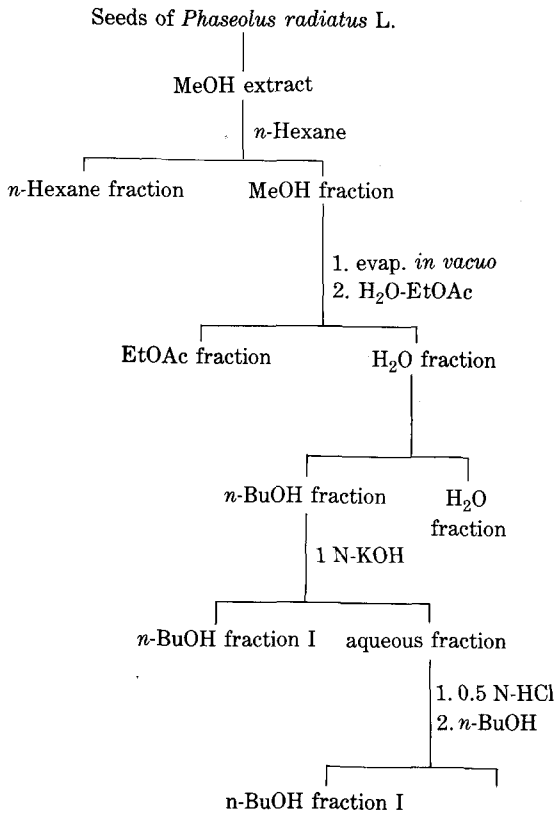 Seeds of Phaseolus radiatus L.
MeOH extract
n-Hexane
n-Hexane fraction MeOH fraction
1. evap. in vacuo
2. H₂O-EtOAc
EtOAc fraction H₂O fraction
n-BuOH fraction H₂O
fraction
1 N-KOH
n-BuOH fraction I aqueous fraction
1. 0.5 N-HCl
2. n-BuOH
n-BuOH fraction I